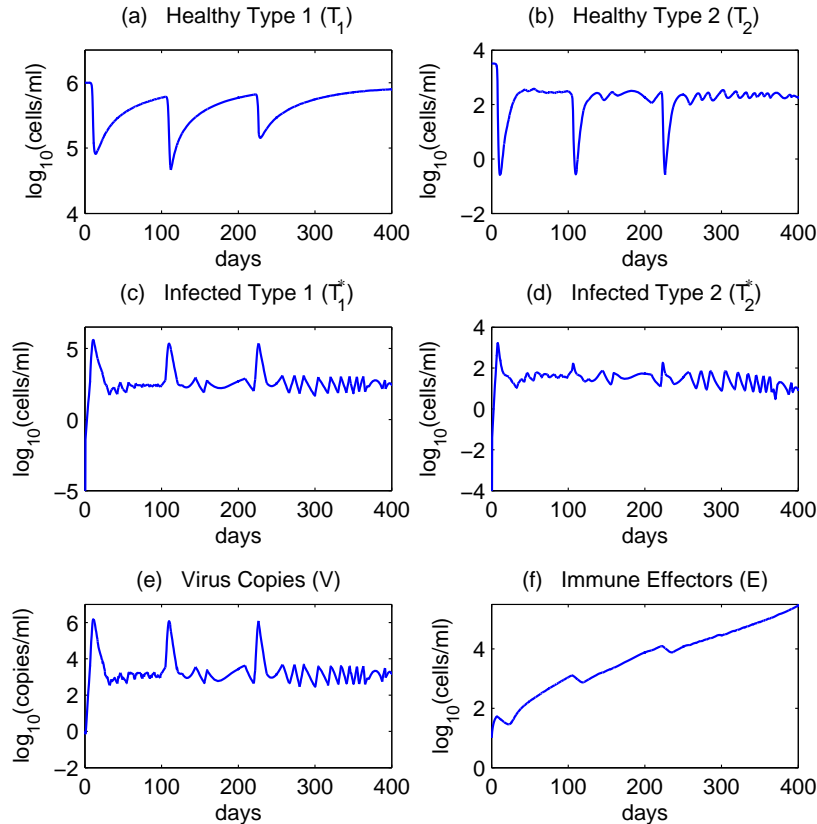 (a) Healthy Type 1 (T₁)
log₁₀(cells/ml)
6
5
4
0 100 200 300 400
days
(b) Healthy Type 2 (T₂)
log₁₀(cells/ml)
4
2
0
−2
0 100 200 300 400
days
(c) Infected Type 1 (T₁*)
log₁₀(cells/ml)
5
0
−5
0 100 200 300 400
days
(d) Infected Type 2 (T₂*)
log₁₀(cells/ml)
4
2
0
−2
−4
0 100 200 300 400
days
(e) Virus Copies (V)
log₁₀(copies/ml)
6
4
2
0
−2
0 100 200 300 400
days
(f) Immune Effectors (E)
log₁₀(cells/ml)
4
2
0
0 100 200 300 400
days